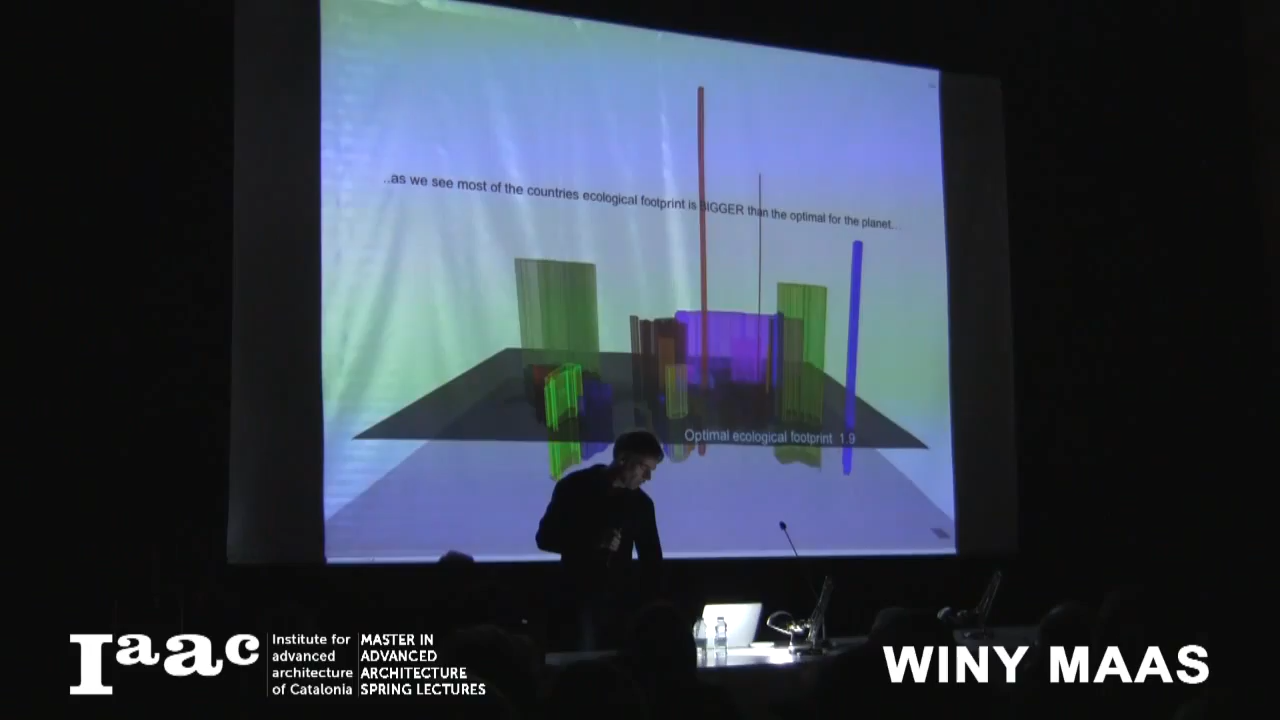 ..as we see most of the countries ecological footprint is BIGGER than the optimal for the planet...
Optimal ecological footprint 1.9
Iaac
Institute for
advanced
architecture
of Catalonia
MASTER IN
ADVANCED
ARCHITECTURE
SPRING LECTURES
WINY MAAS